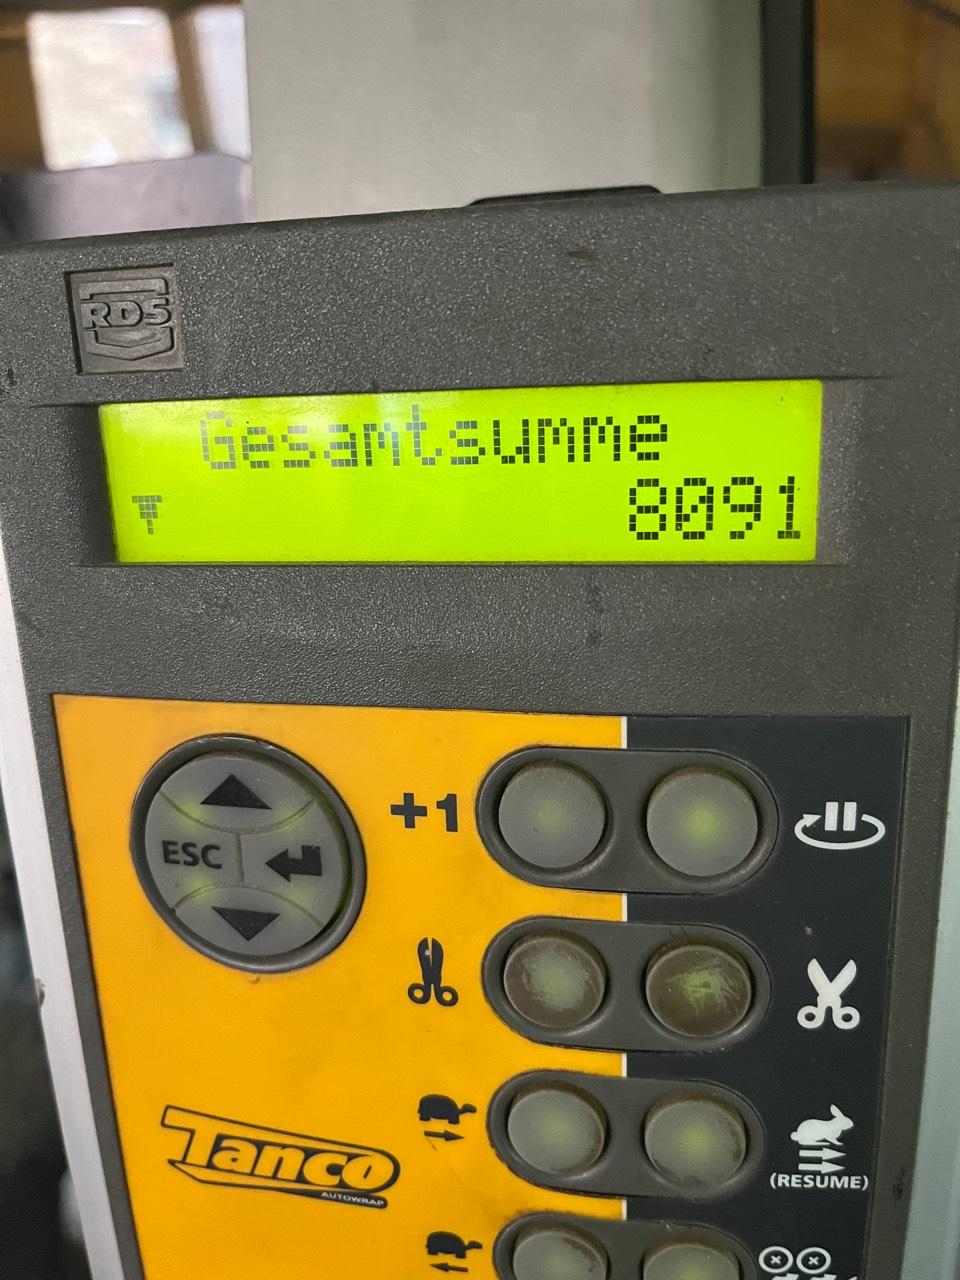 RDS
Gesamtsumme
8091
+1
ESC
Tanco
AUTOWRAP
(RESUME)